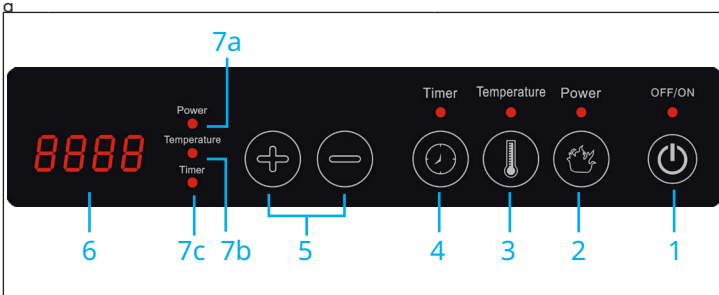 a
7a
Timer
Temperature
Power
OFF/ON
Power
8888
Temperature
Timer
6
7c
7b
5
4
3
2
1